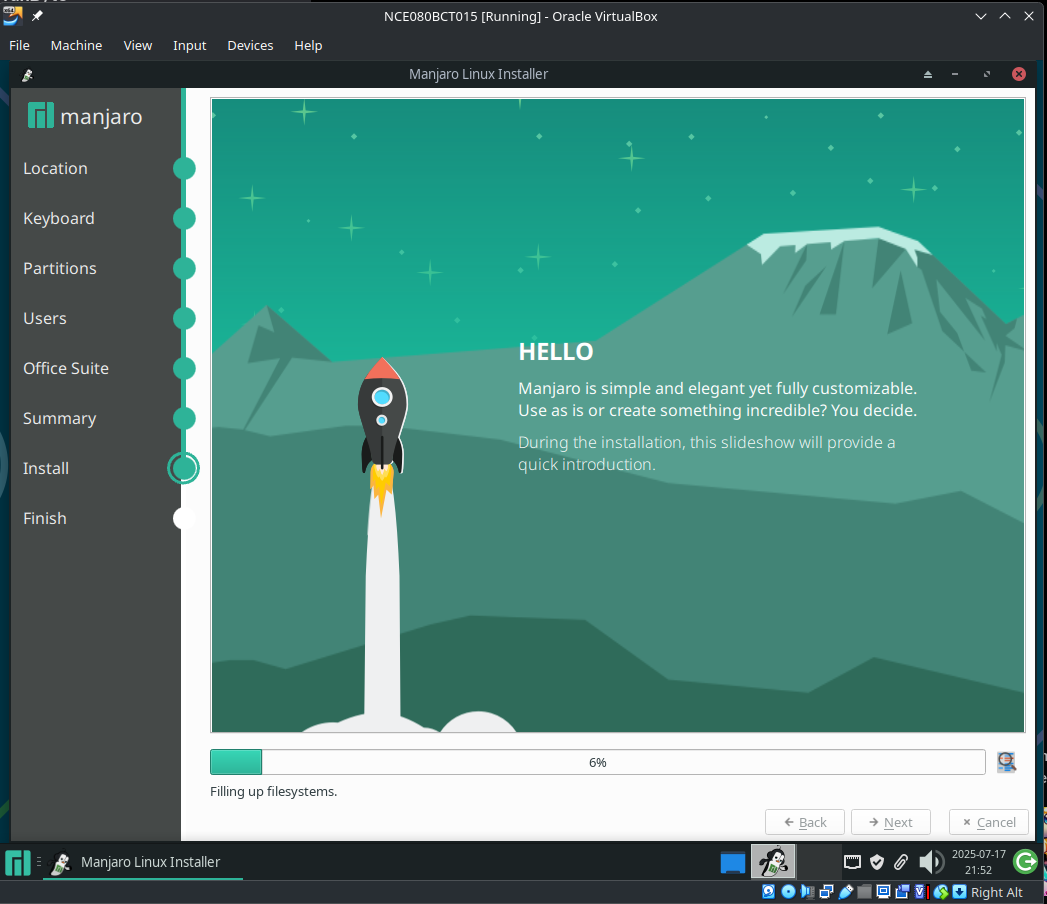 NCE080BCT015 [Running] - Oracle VirtualBox
File Machine View Input Devices Help
Manjaro Linux Installer
manjaro
Location
Keyboard
Partitions
Users
Office Suite
Summary
Install
Finish
HELLO
Manjaro is simple and elegant yet fully customizable.
Use as is or create something incredible? You decide.
During the installation, this slideshow will provide a
quick introduction.
6%
Filling up filesystems.
Back Next Cancel
Manjaro Linux Installer
2025-07-17
21:52
Right Alt